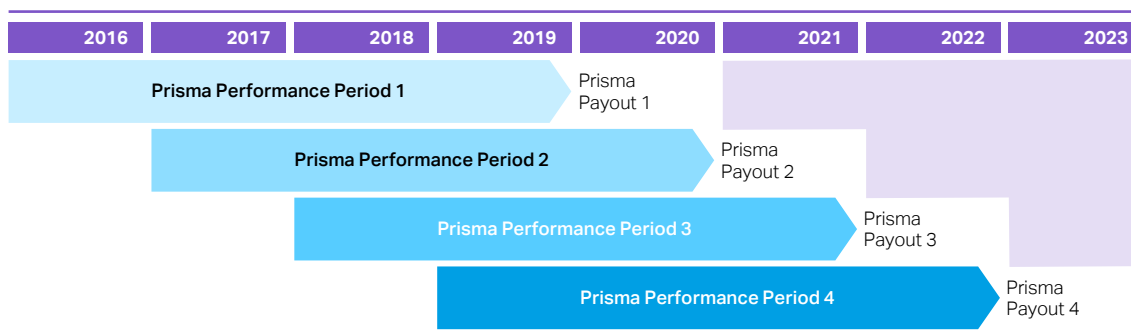 2016 2017 2018 2019 2020 2021 2022 2023
Prisma Performance Period 1
Prisma
Payout 1
Prisma Performance Period 2
Prisma
Payout 2
Prisma Performance Period 3
Prisma
Payout 3
Prisma Performance Period 4
Prisma
Payout 4